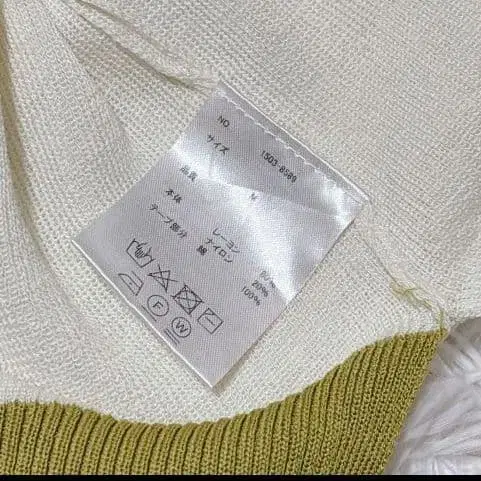 NO 1503-8589
サイズ M
品質
本体 レーヨン 80%
ナイロン 20%
テープ部分 綿 100%
F
W